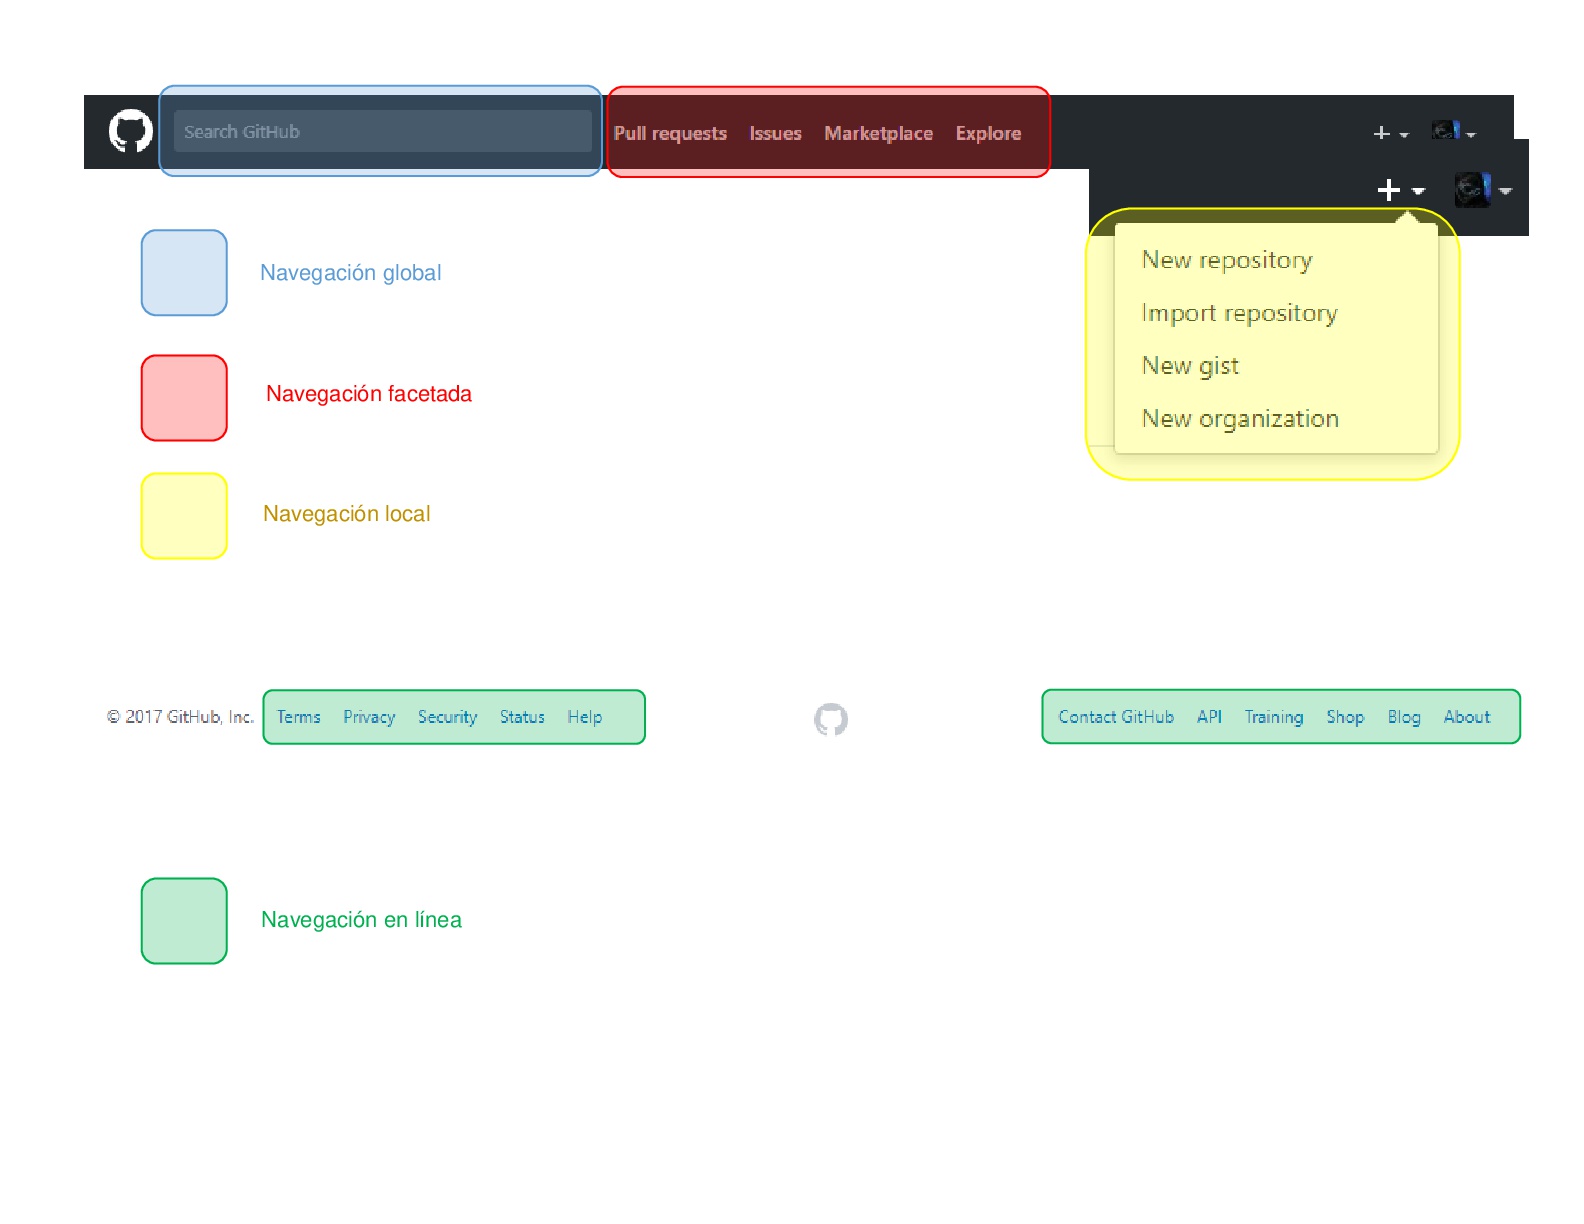 Search GitHub
Pull requests Issues Marketplace Explore
New repository
Import repository
New gist
New organization
Navegación global
Navegación facetada
Navegación local
© 2017 GitHub, Inc. Terms Privacy Security Status Help
Contact GitHub API Training Shop Blog About
Navegación en línea